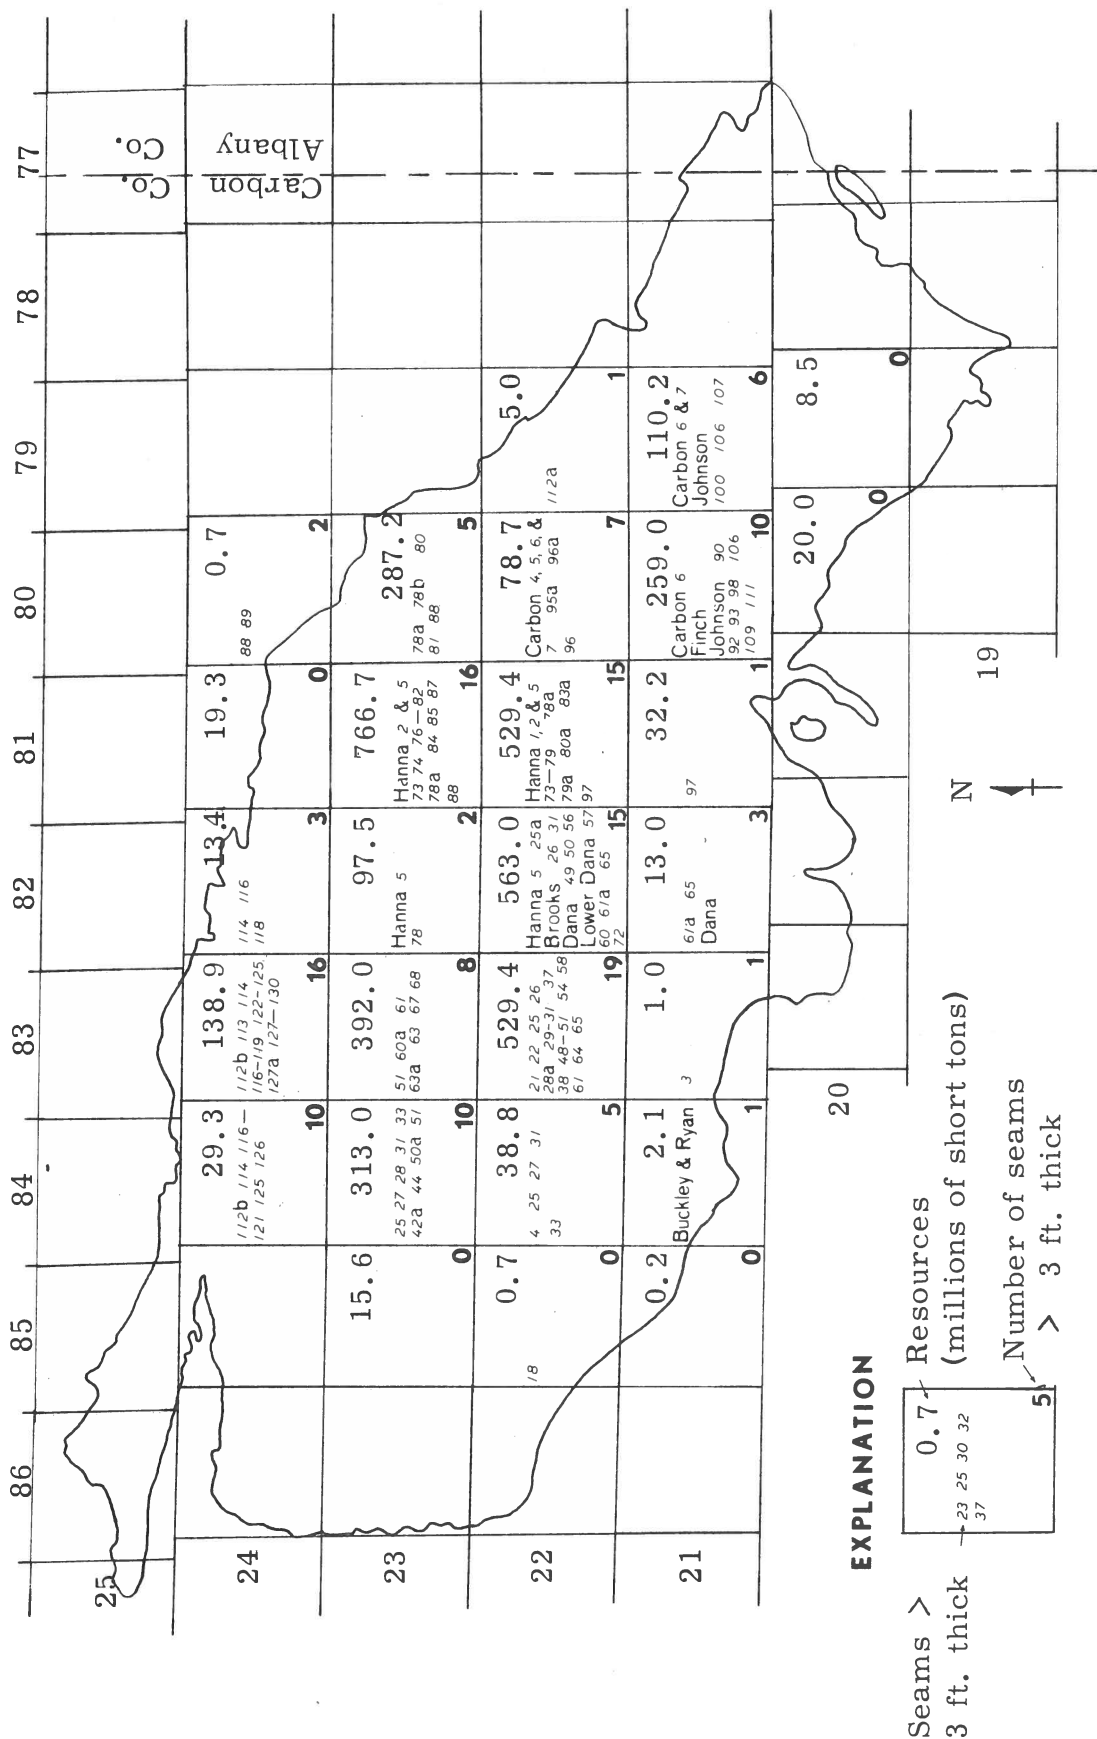 86
85
84
83
82
81
80
79
78
77
Carbon Co.
Albany Co.
25
24
29.3
112b 114 116—
121 125 126
10
138.9
112b 113 114
116-119 122-125
127a 127—130
16
13.4
114 116
118
3
19.3
0
0.7
88 89
2
23
15.6
0
313.0
25 27 28 31 33
42a 44 50a 51
10
392.0
51 60a 61
63a 63 67 68
8
97.5
Hanna 5
78
2
766.7
Hanna 2 & 5
73 74 76—82
78a 84 85 87
88
16
287.2
78a 78b 80
81 88
5
22
0.7
18
0
38.8
4 25 27 31
33
5
529.4
21 22 25 26
28a 29-31 37
38 48-51 54 58
61 64 65
19
563.0
Hanna 5 25a
Brooks 26 31
Dana 49 50 56
Lower Dana 57
60 61a 65
72
15
529.4
Hanna 1, 2 & 5
73—79 78a
79a 80a 83a
97
15
78.7
Carbon 4, 5, 6, &
7 95a 96a
96
7
5.0
112a
1
21
0.2
0
2.1
Buckley & Ryan
1
1.0
3
1
13.0
61a 65
Dana
3
32.2
97
1
259.0
Carbon 6
Finch
Johnson 90
92 93 98 106
109 111
10
110.2
Carbon 6 & 7
Johnson
100 106 107
6
20
20.0
0
8.5
0
19
N
EXPLANATION
Seams >
3 ft. thick
0.7
23 25 30 32
37
5
Resources
(millions of short tons)
Number of seams
> 3 ft. thick